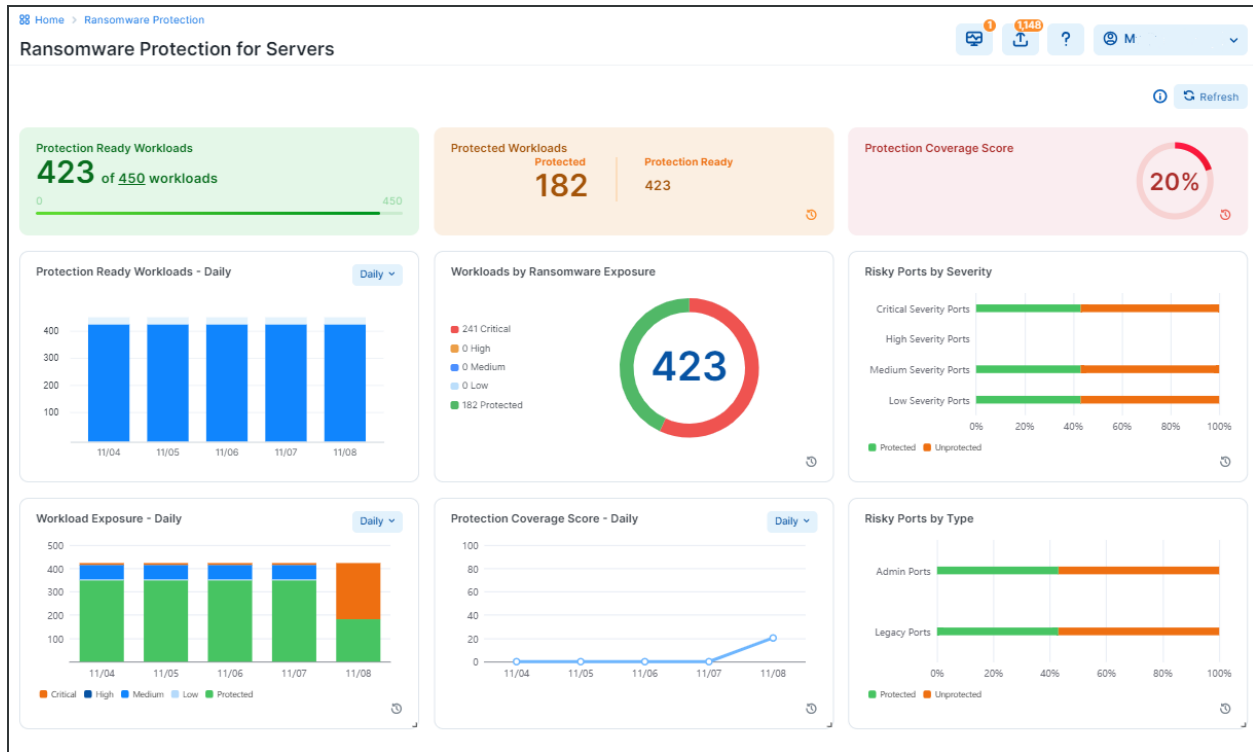 Home > Ransomware Protection
Ransomware Protection for Servers
1
1,148
?
M
Refresh
Protection Ready Workloads
423 of 450 workloads
0 450
Protected Workloads
Protected
182
Protection Ready
423
Protection Coverage Score
20%
Protection Ready Workloads - Daily
Daily
400
300
200
100
11/04 11/05 11/06 11/07 11/08
Workloads by Ransomware Exposure
241 Critical
0 High
0 Medium
0 Low
182 Protected
423
Risky Ports by Severity
Critical Severity Ports
High Severity Ports
Medium Severity Ports
Low Severity Ports
0% 20% 40% 60% 80% 100%
Protected Unprotected
Workload Exposure - Daily
Daily
500
400
300
200
100
11/04 11/05 11/06 11/07 11/08
Critical High Medium Low Protected
Protection Coverage Score - Daily
Daily
100
80
60
40
20
0
11/04 11/05 11/06 11/07 11/08
Risky Ports by Type
Admin Ports
Legacy Ports
0% 20% 40% 60% 80% 100%
Protected Unprotected